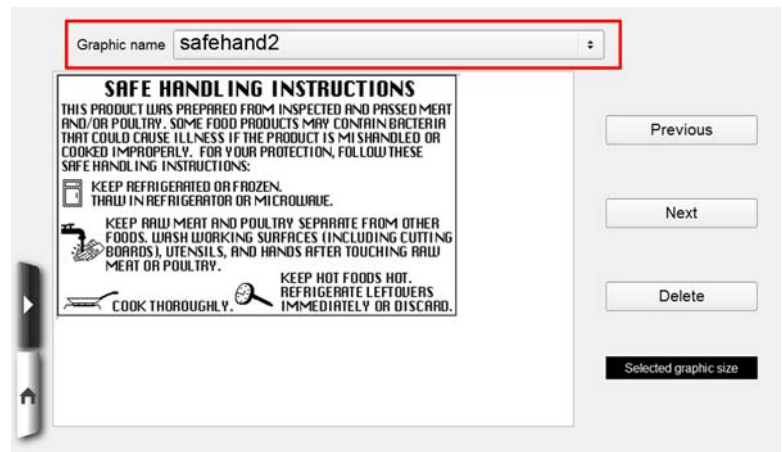 Graphic name safehand2
SAFE HANDLING INSTRUCTIONS
THIS PRODUCT WAS PREPARED FROM INSPECTED AND PASSED MEAT
AND/OR POULTRY. SOME FOOD PRODUCTS MAY CONTAIN BACTERIA
THAT COULD CAUSE ILLNESS IF THE PRODUCT IS MISHANDLED OR
COOKED IMPROPERLY. FOR YOUR PROTECTION, FOLLOW THESE
SAFE HANDLING INSTRUCTIONS:
KEEP REFRIGERATED OR FROZEN.
THAW IN REFRIGERATOR OR MICROWAVE.
KEEP RAW MEAT AND POULTRY SEPARATE FROM OTHER
FOODS. WASH WORKING SURFACES (INCLUDING CUTTING
BOARDS), UTENSILS, AND HANDS AFTER TOUCHING RAW
MEAT OR POULTRY.
COOK THOROUGHLY.
KEEP HOT FOODS HOT.
REFRIGERATE LEFTOVERS
IMMEDIATELY OR DISCARD.
Previous
Next
Delete
Selected graphic size